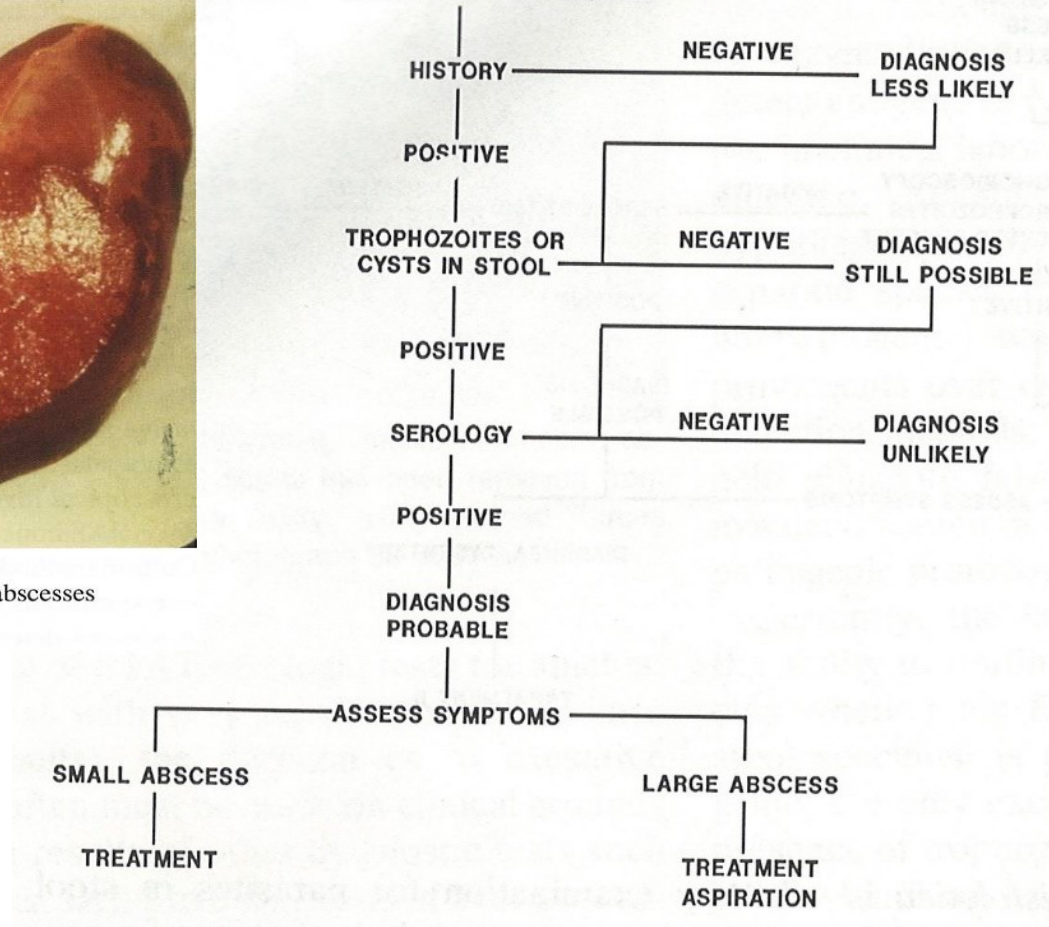 HISTORY
NEGATIVE
DIAGNOSIS
LESS LIKELY
POSITIVE
TROPHOZOITES OR
CYSTS IN STOOL
NEGATIVE
DIAGNOSIS
STILL POSSIBLE
POSITIVE
SEROLOGY
NEGATIVE
DIAGNOSIS
UNLIKELY
POSITIVE
abscesses
DIAGNOSIS
PROBABLE
ASSESS SYMPTOMS
SMALL ABSCESS
LARGE ABSCESS
TREATMENT
TREATMENT
ASPIRATION